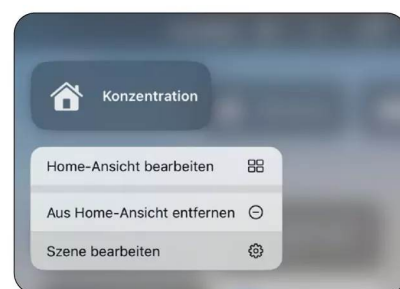 Konzentration
Home-Ansicht bearbeiten
Aus Home-Ansicht entfernen
Szene bearbeiten